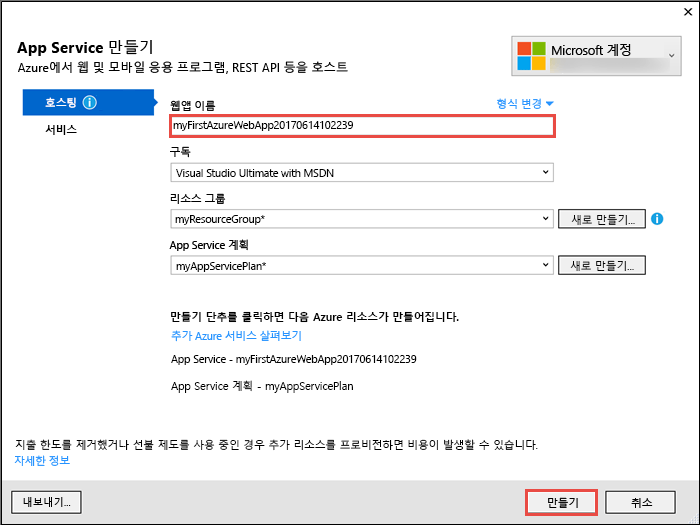 App Service 만들기
Azure에서 웹 및 모바일 응용 프로그램, REST API 등을 호스트
Microsoft 계정
호스팅
서비스
웹앱 이름
형식 변경
myFirstAzureWebApp20170614102239
구독
Visual Studio Ultimate with MSDN
리소스 그룹
myResourceGroup*
새로 만들기...
App Service 계획
myAppServicePlan*
새로 만들기...
만들기 단추를 클릭하면 다음 Azure 리소스가 만들어집니다.
추가 Azure 서비스 살펴보기
App Service - myFirstAzureWebApp20170614102239
App Service 계획 - myAppServicePlan
지출 한도를 제거했거나 선불 제도를 사용 중인 경우 추가 리소스를 프로비전하면 비용이 발생할 수 있습니다.
자세한 정보
내보내기...
만들기
취소